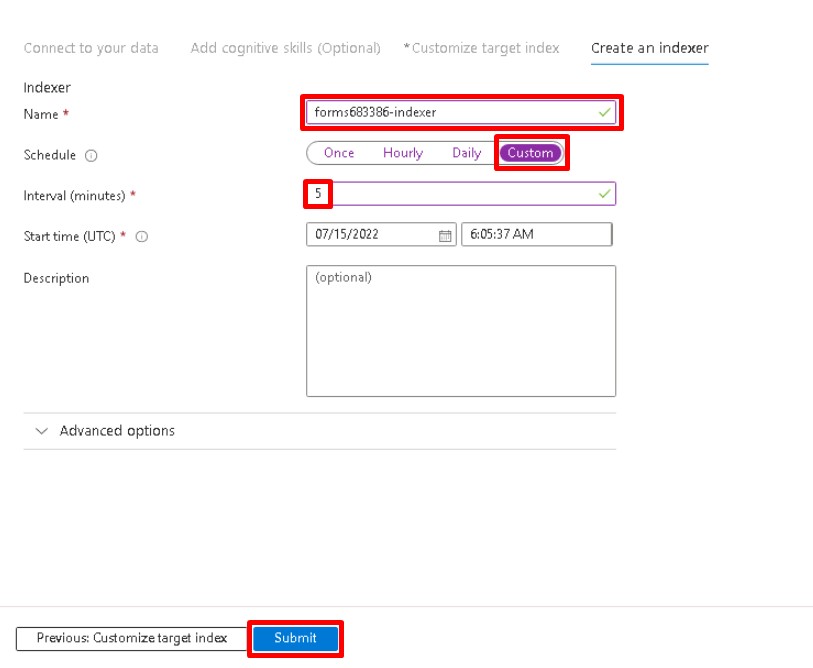 Connect to your data Add cognitive skills (Optional) * Customize target index Create an indexer
Indexer
Name * forms683386-indexer
Schedule Once Hourly Daily Custom
Interval (minutes) * 5
Start time (UTC) * 07/15/2022 6:05:37 AM
Description (optional)
Advanced options
Previous: Customize target index Submit